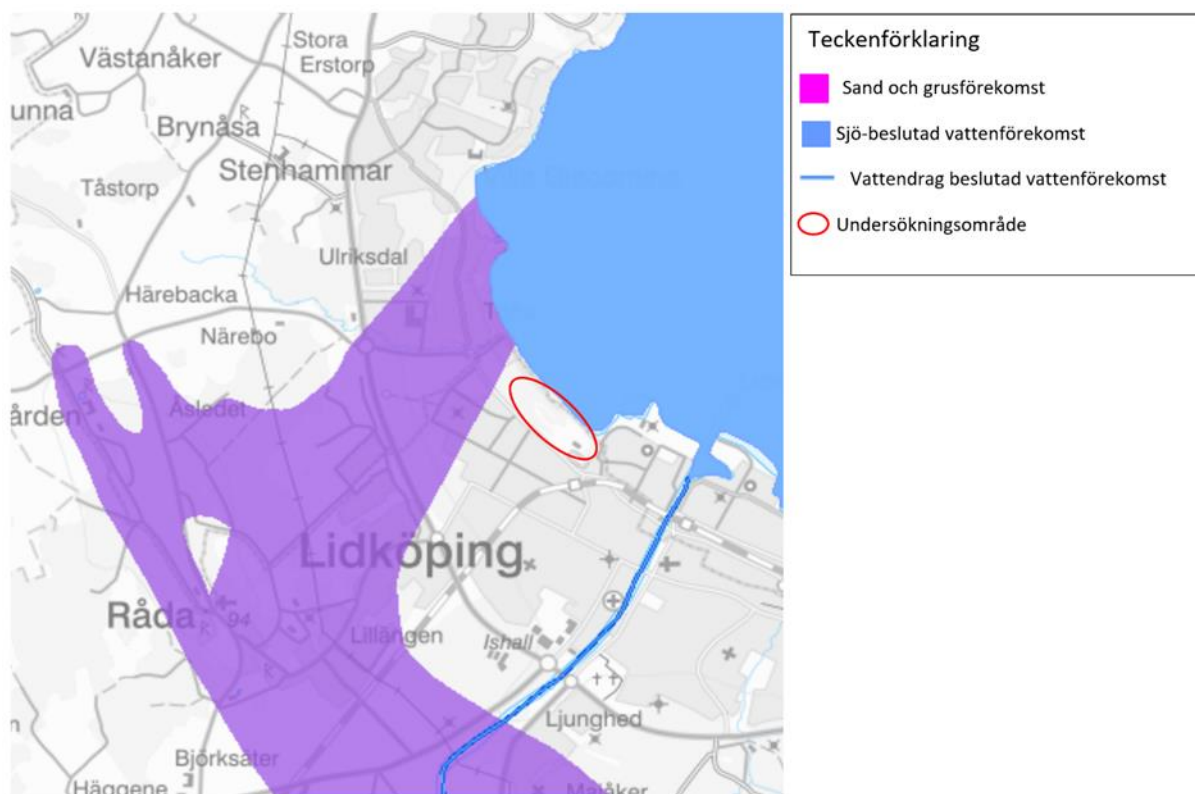 Teckenförklaring
Sand och grusförekomst
Sjö-beslutad vattenförekomst
Vattendrag beslutad vattenförekomst
Undersökningsområde
Stora
Erstorp
Västanåker
unna
Brynåsa
Stenhammar
Tåstorp
Ulriksdal
Härebacka
Närebo
ården
Åsledet
Lidköping
Råda
94
Lillängen
Ishall
Ljunghed
Björksäter
Häggene
Majåker